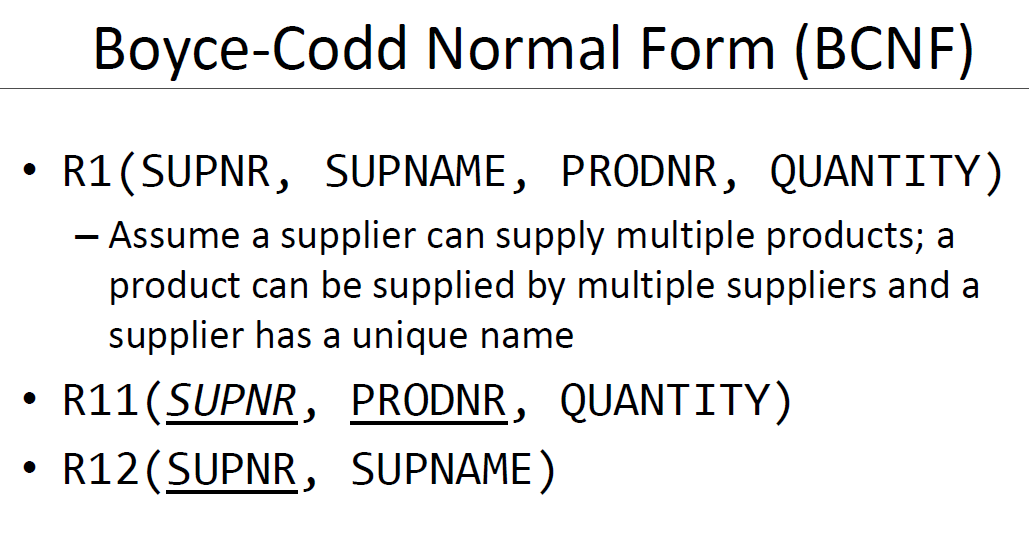 Boyce-Codd Normal Form (BCNF)
• R1(SUPNR, SUPNAME, PRODNR, QUANTITY)
– Assume a supplier can supply multiple products; a
product can be supplied by multiple suppliers and a
supplier has a unique name
• R11(SUPNR, PRODNR, QUANTITY)
• R12(SUPNR, SUPNAME)